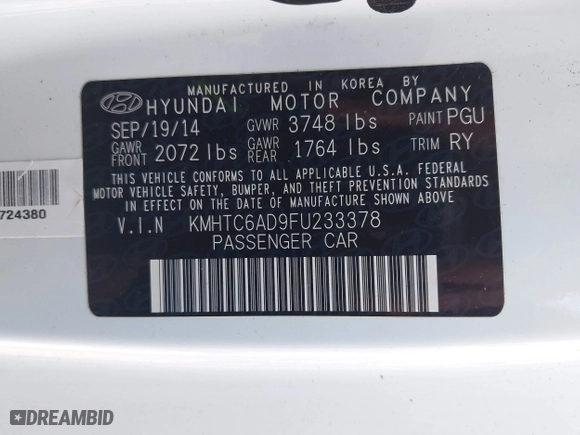 MANUFACTURED IN KOREA BY
HYUNDAI MOTOR COMPANY
SEP/19/14 GVWR 3748 lbs PAINT PGU
GAWR FRONT 2072 lbs GAWR REAR 1764 lbs TRIM RY
THIS VEHICLE CONFORMS TO ALL APPLICABLE U.S.A. FEDERAL
MOTOR VEHICLE SAFETY, BUMPER, AND THEFT PREVENTION STANDARDS
IN EFFECT ON THE DATE OF MANUFACTURE SHOWN ABOVE.
V.I.N KMHTC6AD9FU233378
PASSENGER CAR
724380
DREAMBID